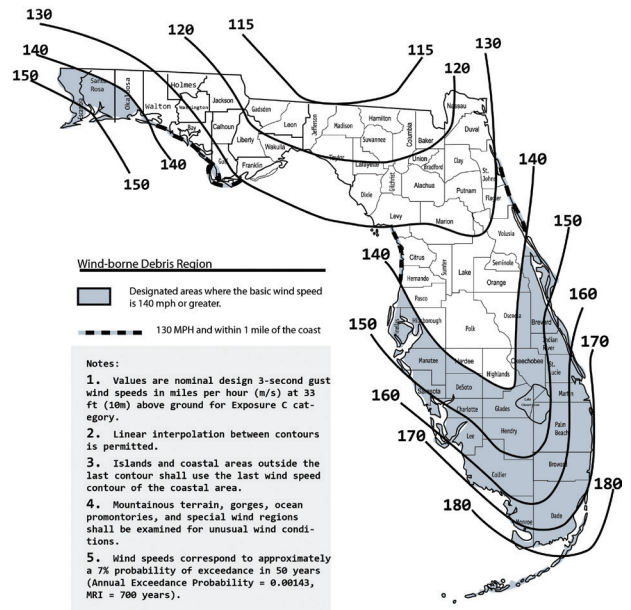 130
140
150
120
115
115
120
130
Holmes
Jackson
Walton
Washington
Okaloosa
Santa
Rosa
Bay
Calhoun
Gulf
Liberty
Franklin
Gadsden
Leon
Wakulla
Jefferson
Madison
Taylor
Hamilton
Suwannee
Lafayette
Columbia
Baker
Nassau
Duval
Union
Bradford
Clay
St.
Johns
Dixie
Gilchrist
Alachua
Putnam
Flagler
Levy
Marion
Volusia
140
150
140
150
140
Citrus
Sumter
Lake
Seminole
Hernando
Orange
Pasco
Hillsborough
Polk
Osceola
Brevard
Indian
River
160
170
150
Manatee
Hardee
Highlands
Okeechobee
St.
Lucie
Sarasota
DeSoto
Martin
160
Charlotte
Glades
Palm
Beach
Lee
Hendry
170
Collier
Broward
180
Monroe
Dade
180
Wind-borne Debris Region
Designated areas where the basic wind speed
is 140 mph or greater.
130 MPH and within 1 mile of the coast
Notes:
1. Values are nominal design 3-second gust
wind speeds in miles per hour (m/s) at 33
ft (10m) above ground for Exposure C cat-
egory.
2. Linear interpolation between contours
is permitted.
3. Islands and coastal areas outside the
last contour shall use the last wind speed
contour of the coastal area.
4. Mountainous terrain, gorges, ocean
promontories, and special wind regions
shall be examined for unusual wind condi-
tions.
5. Wind speeds correspond to approximately
a 7% probability of exceedance in 50 years
(Annual Exceedance Probability = 0.00143,
MRI = 700 years).